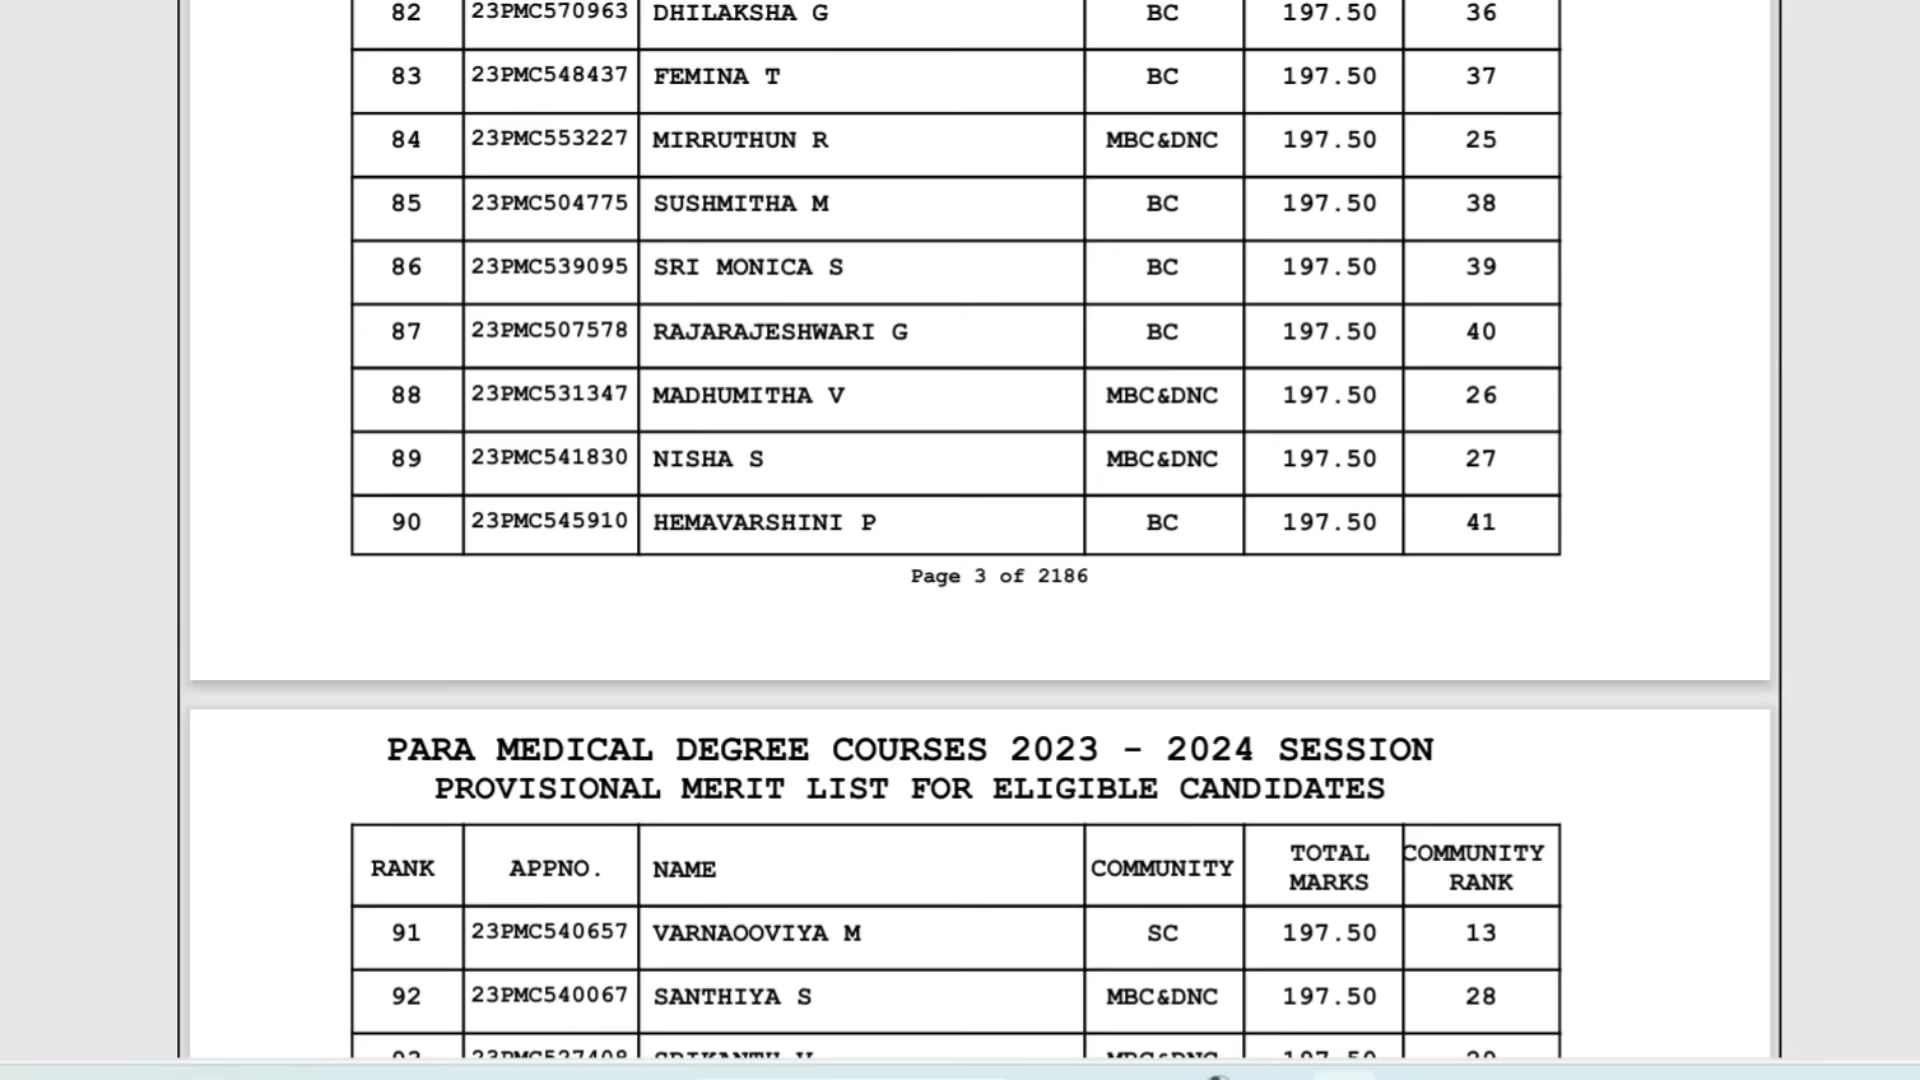 82 23PMC570963 DHILAKSHA G BC 197.50 36
83 23PMC548437 FEMINA T BC 197.50 37
84 23PMC553227 MIRRUTHUN R MBC&DNC 197.50 25
85 23PMC504775 SUSHMITHA M BC 197.50 38
86 23PMC539095 SRI MONICA S BC 197.50 39
87 23PMC507578 RAJARAJESHWARI G BC 197.50 40
88 23PMC531347 MADHUMITHA V MBC&DNC 197.50 26
89 23PMC541830 NISHA S MBC&DNC 197.50 27
90 23PMC545910 HEMAVARSHINI P BC 197.50 41
Page 3 of 2186
PARA MEDICAL DEGREE COURSES 2023 - 2024 SESSION
PROVISIONAL MERIT LIST FOR ELIGIBLE CANDIDATES
RANK APPNO. NAME COMMUNITY TOTAL MARKS COMMUNITY RANK
91 23PMC540657 VARNAOOVIYA M SC 197.50 13
92 23PMC540067 SANTHIYA S MBC&DNC 197.50 28
93 MBC&DNC 197.50